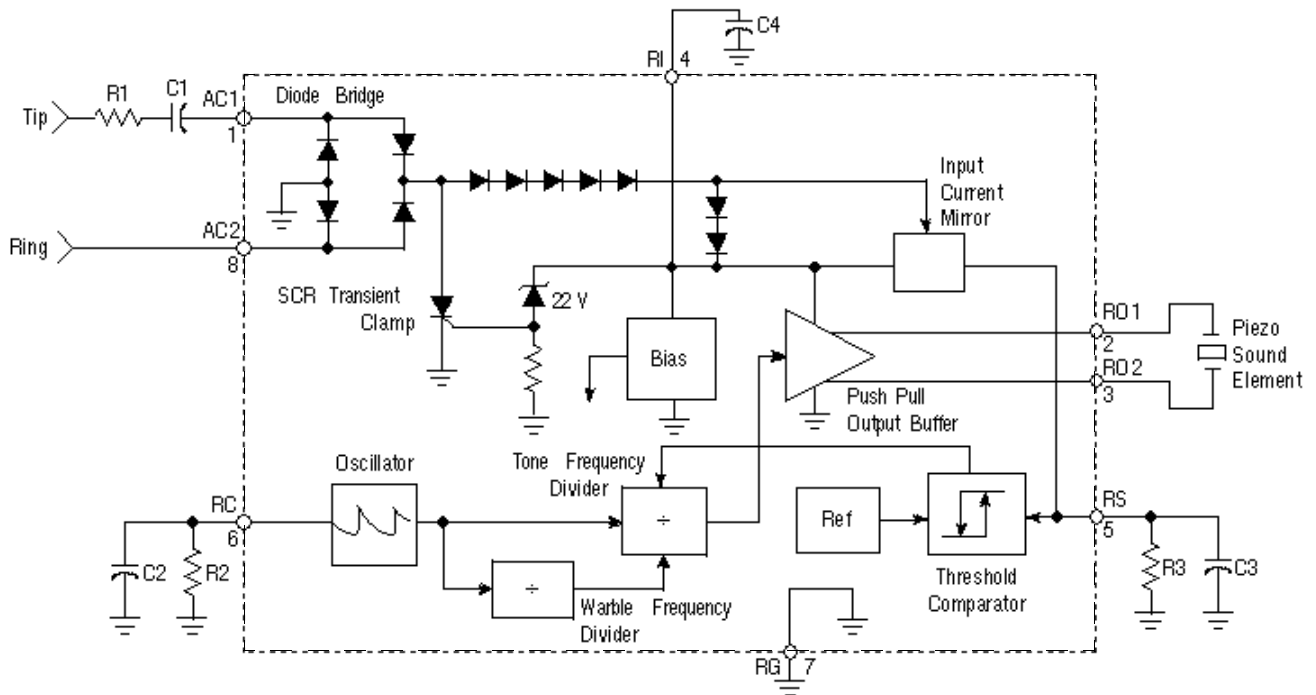 C4
RI 4
R1 C1 AC1
Diode Bridge
Tip
1
Input
Current
Mirror
Ring
AC2
8
SCR Transient
Clamp
22 V
Bias
RO1
2
RO2
3
Piezo
Sound
Element
Push Pull
Output Buffer
Oscillator
Tone Frequency
Divider
RC
6
÷
Ref
RS
5
C2
R2
÷
Warble Frequency
Divider
Threshold
Comparator
R3
C3
RG 7